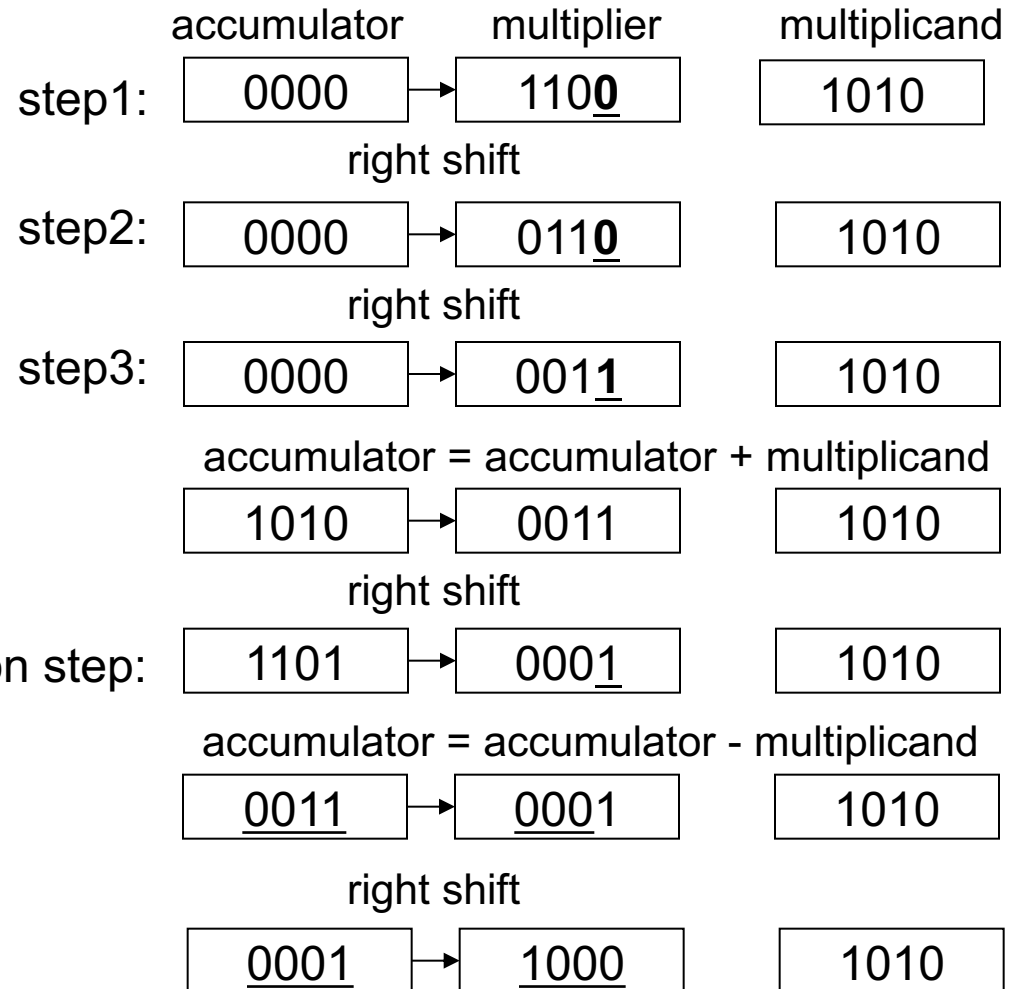 accumulator multiplier multiplicand
step1: 0000 1100 1010
right shift
step2: 0000 0110 1010
right shift
step3: 0000 0011 1010
accumulator = accumulator + multiplicand
1010 0011 1010
right shift
step: 1101 0001 1010
accumulator = accumulator - multiplicand
0011 0001 1010
right shift
0001 1000 1010